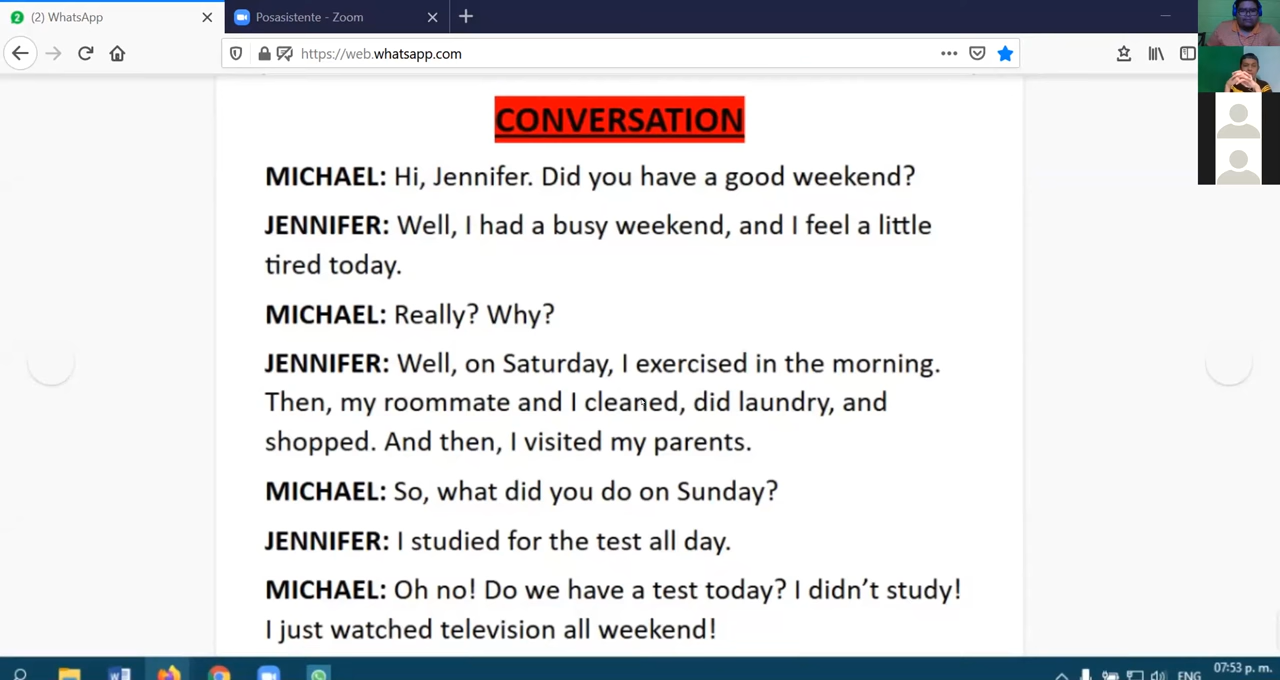 (2) WhatsApp
Posasistente - Zoom
https://web.whatsapp.com
CONVERSATION
MICHAEL: Hi, Jennifer. Did you have a good weekend?
JENNIFER: Well, I had a busy weekend, and I feel a little
tired today.
MICHAEL: Really? Why?
JENNIFER: Well, on Saturday, I exercised in the morning.
Then, my roommate and I cleaned, did laundry, and
shopped. And then, I visited my parents.
MICHAEL: So, what did you do on Sunday?
JENNIFER: I studied for the test all day.
MICHAEL: Oh no! Do we have a test today? I didn’t study!
I just watched television all weekend!
ENG
07:53 p. m.